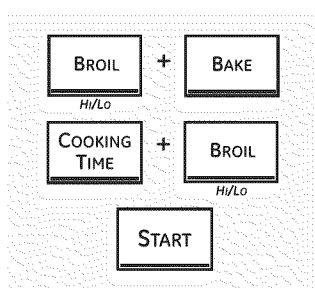 BROIL + BAKE
HI/LO
COOKING TIME + BROIL
HI/LO
START